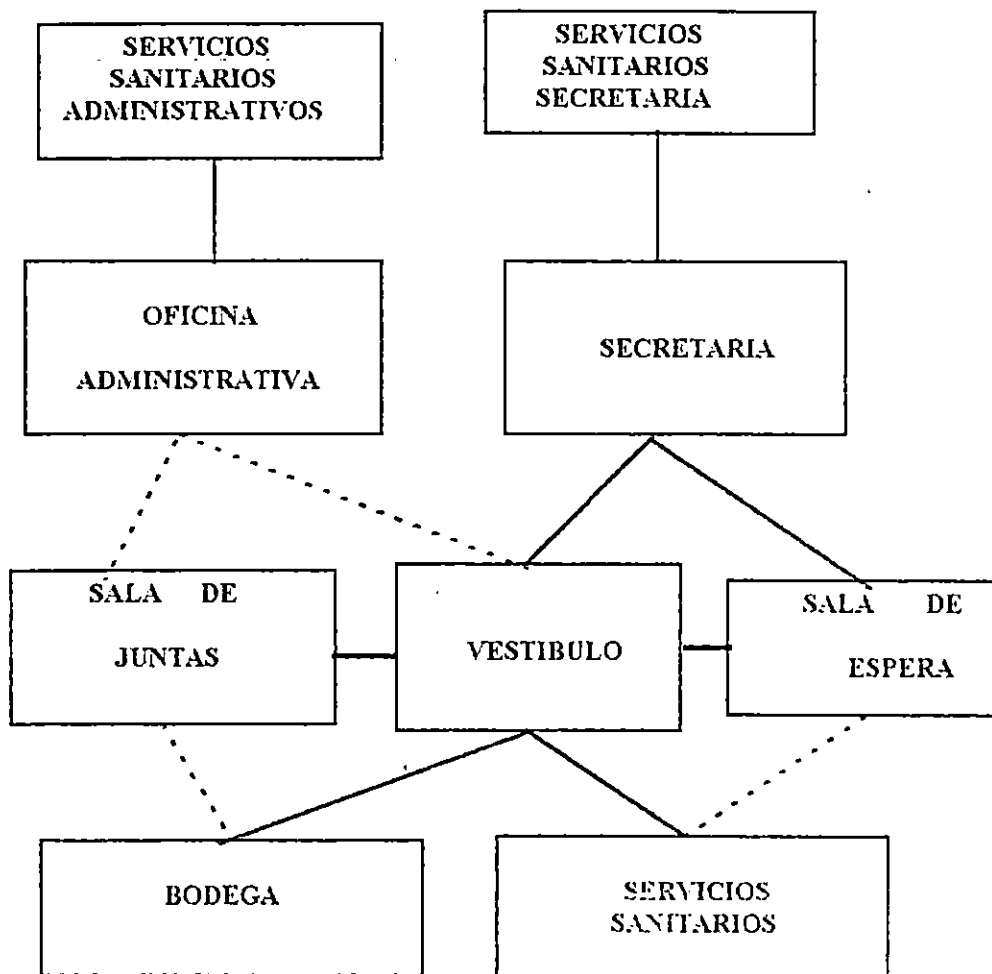 SERVICIOS
SANITARIOS
ADMINISTRATIVOS
SERVICIOS
SANITARIOS
SECRETARIA
OFICINA
ADMINISTRATIVA
SECRETARIA
SALA DE
JUNTAS
VESTIBULO
SALA DE
ESPERA
BODEGA
SERVICIOS
SANITARIOS